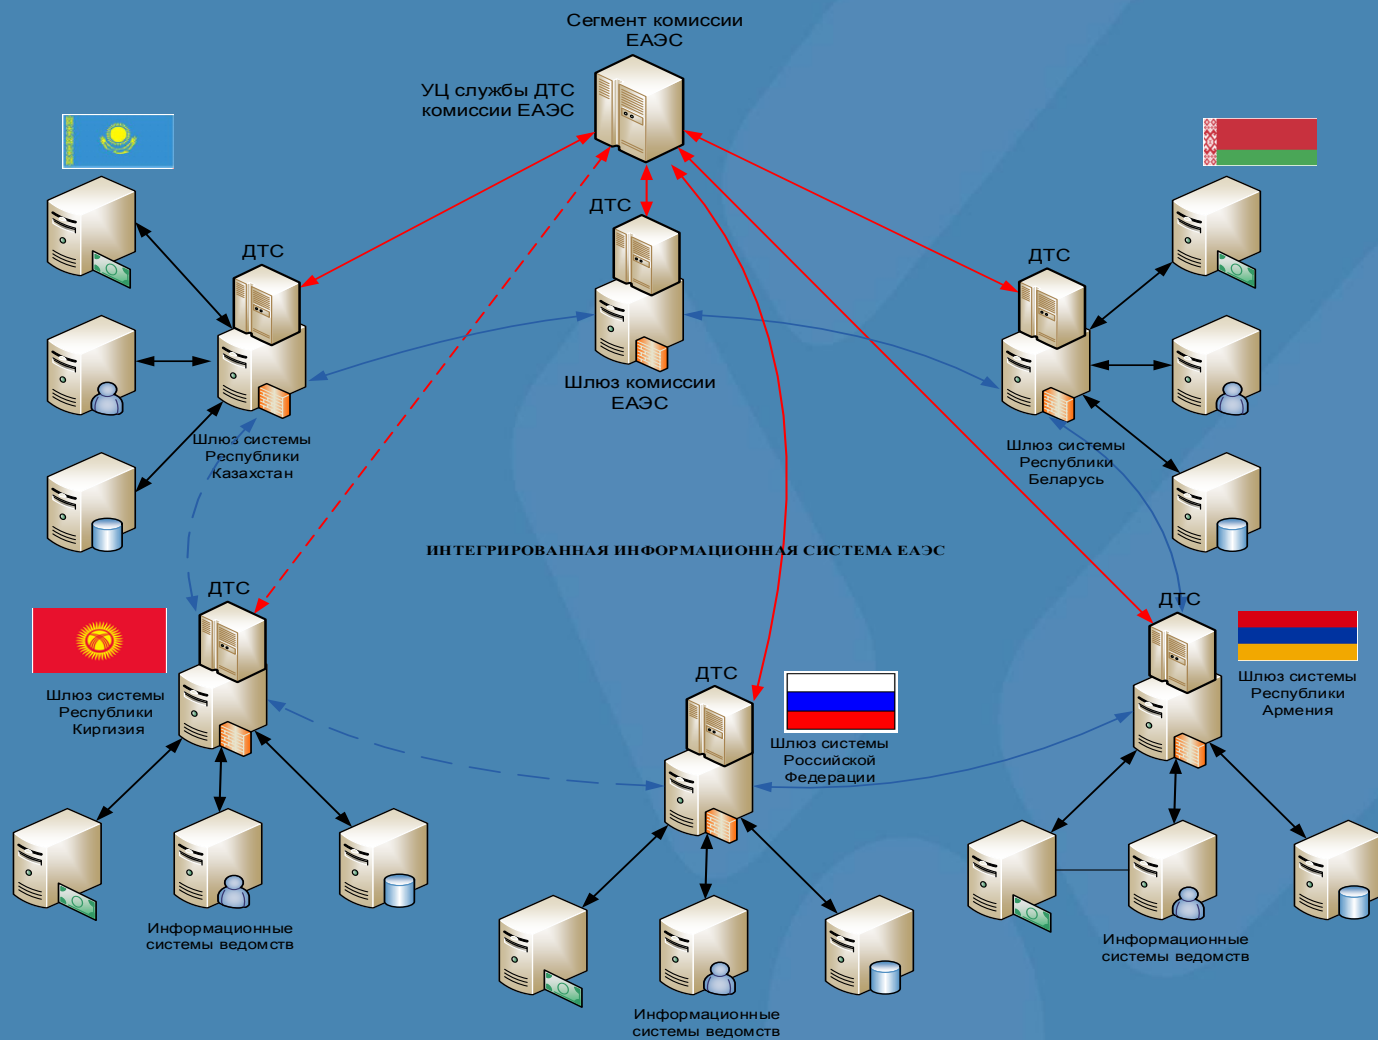 Сегмент комиссии
ЕАЭС
УЦ службы ДТС
комиссии ЕАЭС
ДТС
ДТС
ДТС
Шлюз комиссии
ЕАЭС
Шлюз системы
Республики
Казахстан
Шлюз системы
Республики
Беларусь
ИНТЕГРИРОВАННАЯ ИНФОРМАЦИОННАЯ СИСТЕМА ЕАЭС
ДТС
ДТС
ДТС
Шлюз системы
Республики
Киргизия
Шлюз системы
Российской
Федерации
Шлюз системы
Республики
Армения
Информационные
системы ведомств
Информационные
системы ведомств
Информационные
системы ведомств